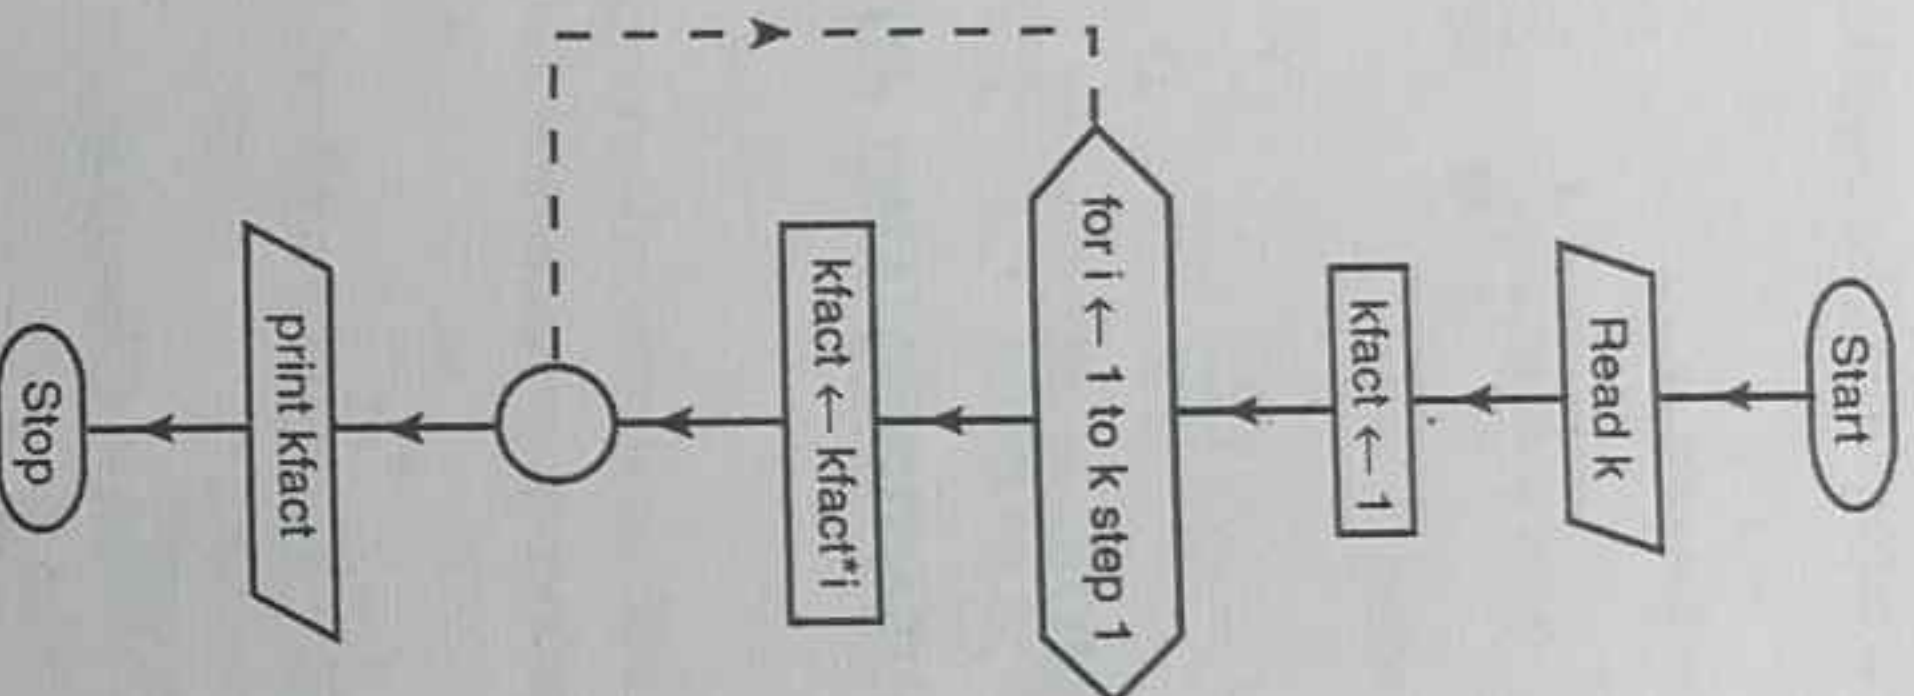 Start
Read k
kfact ← 1
for i ← 1 to k step 1
kfact ← kfact*i
print kfact
Stop